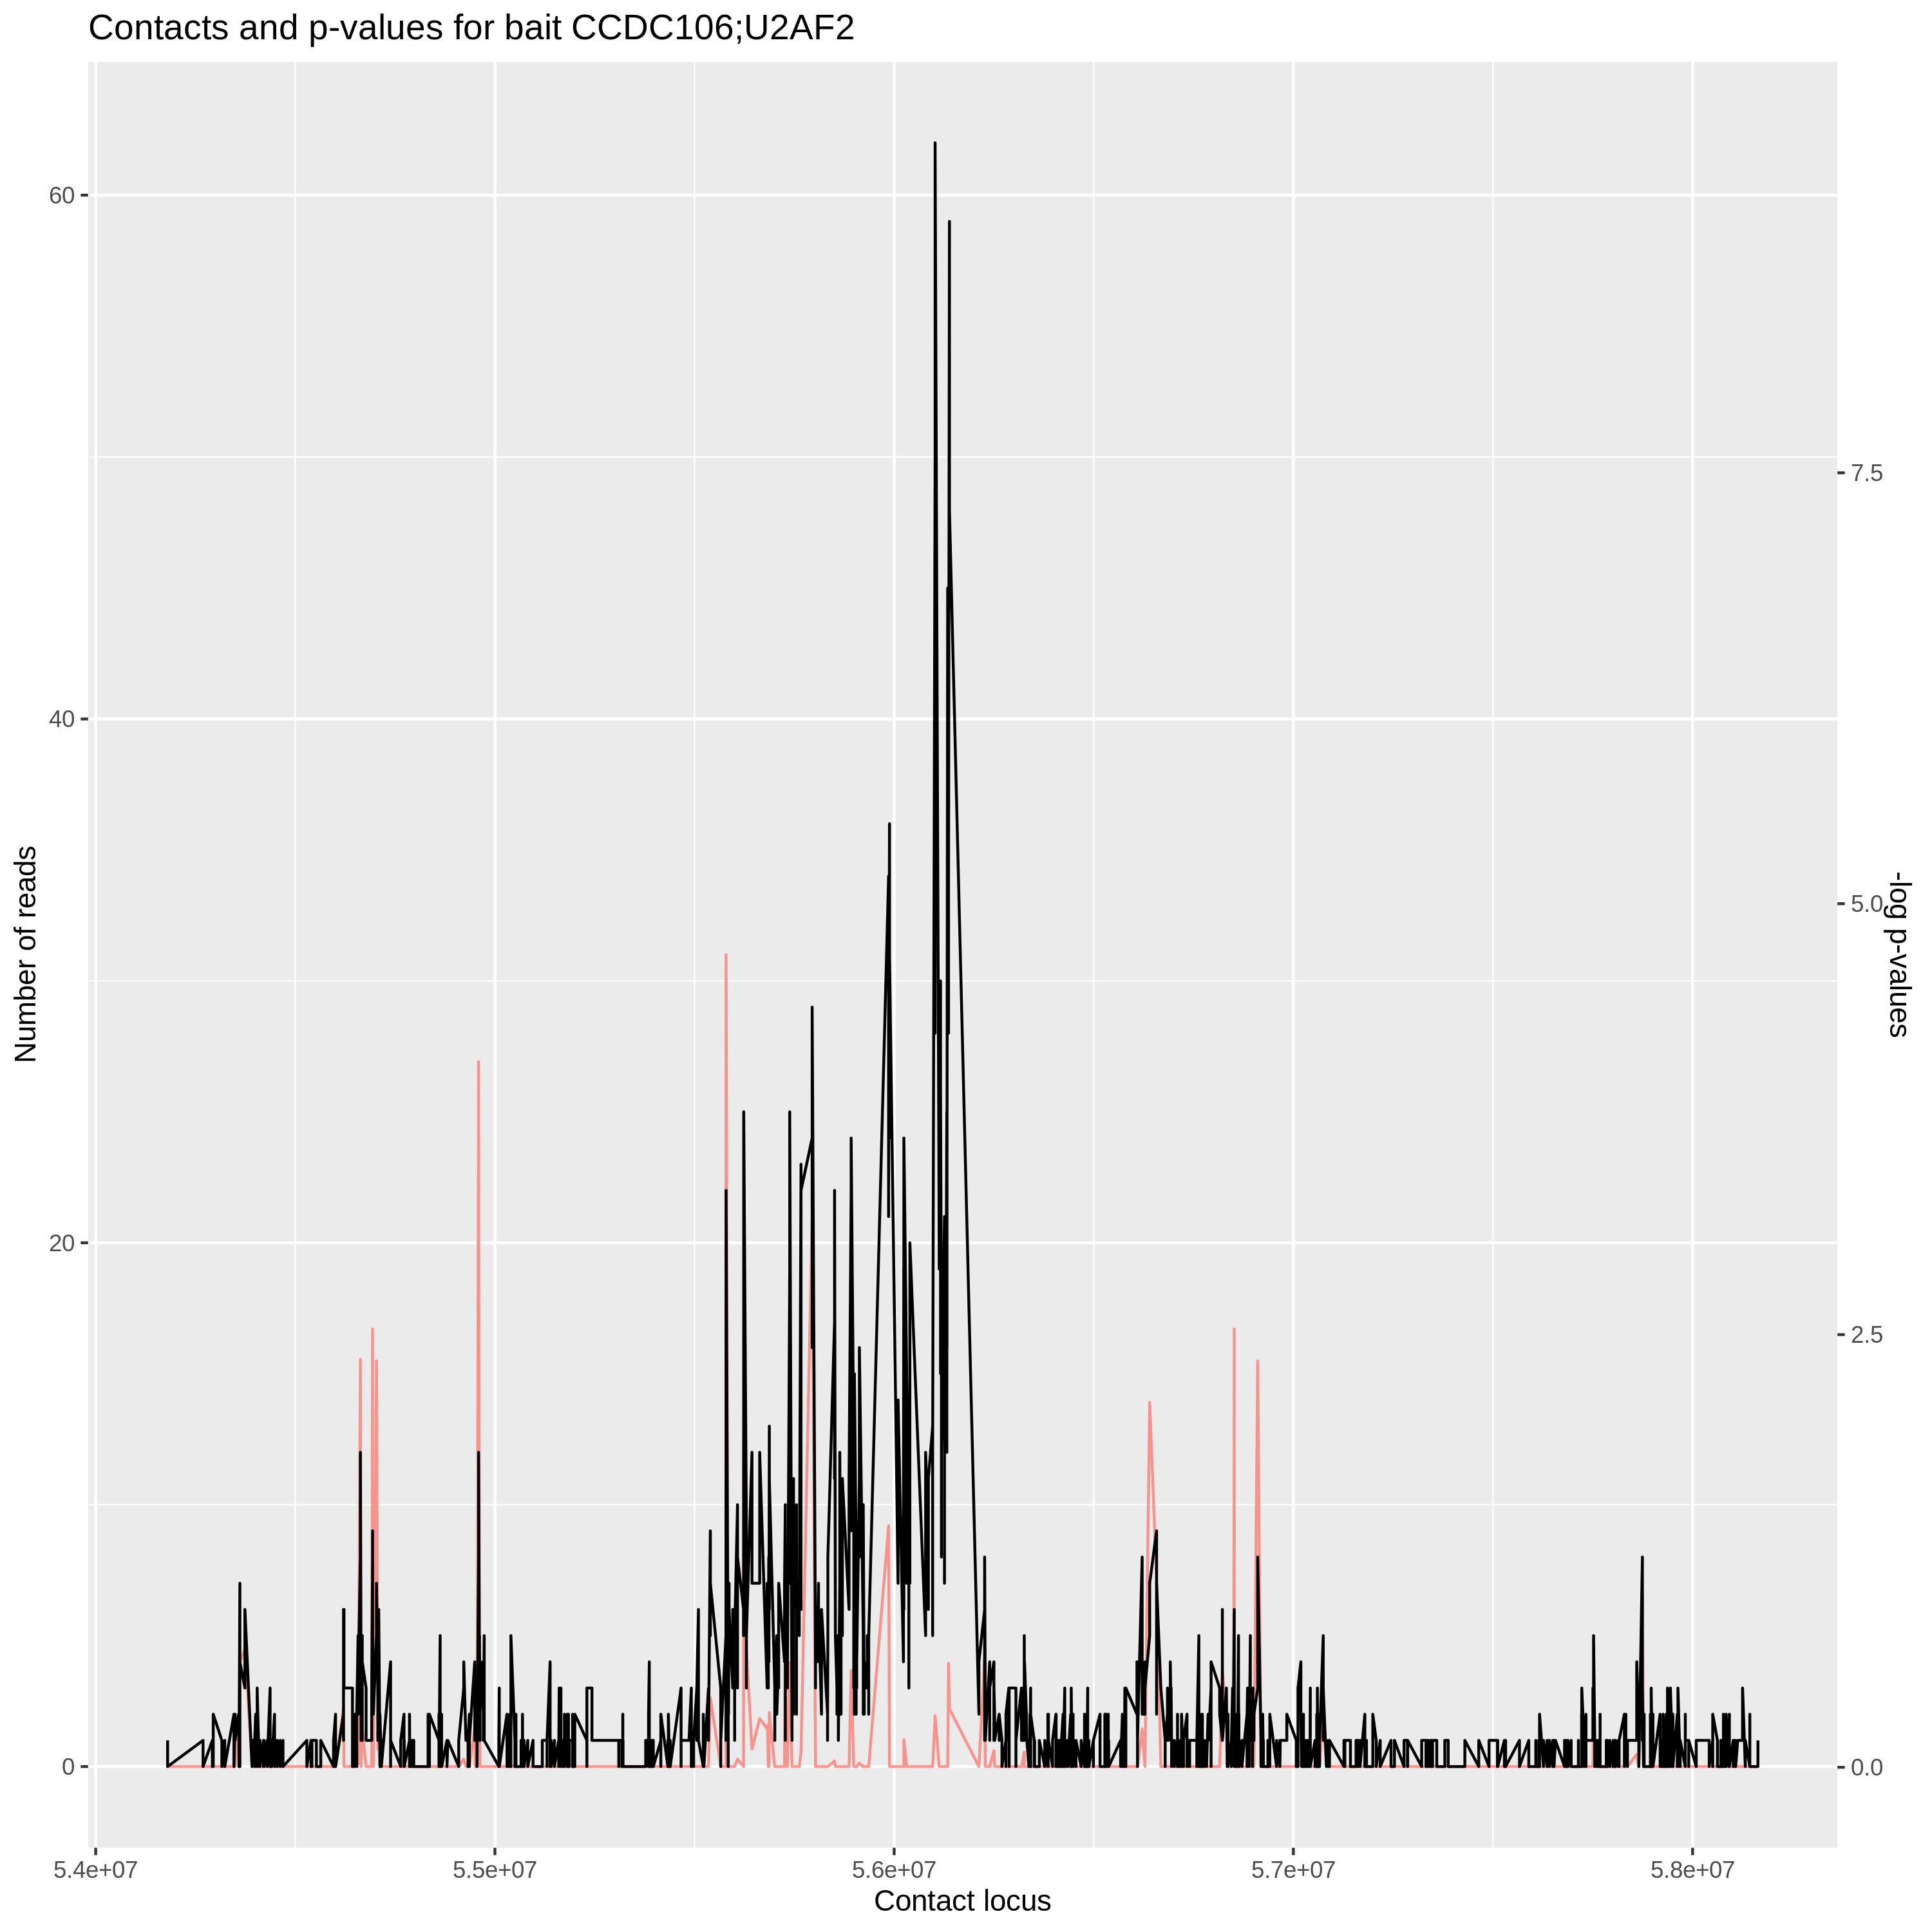 Contacts and p-values for bait CCDC106;U2AF2
60
40
20
0
Number of reads
7.5
5.0
2.5
0.0
-log p-values
5.4e+07
5.5e+07
5.6e+07
5.7e+07
5.8e+07
Contact locus